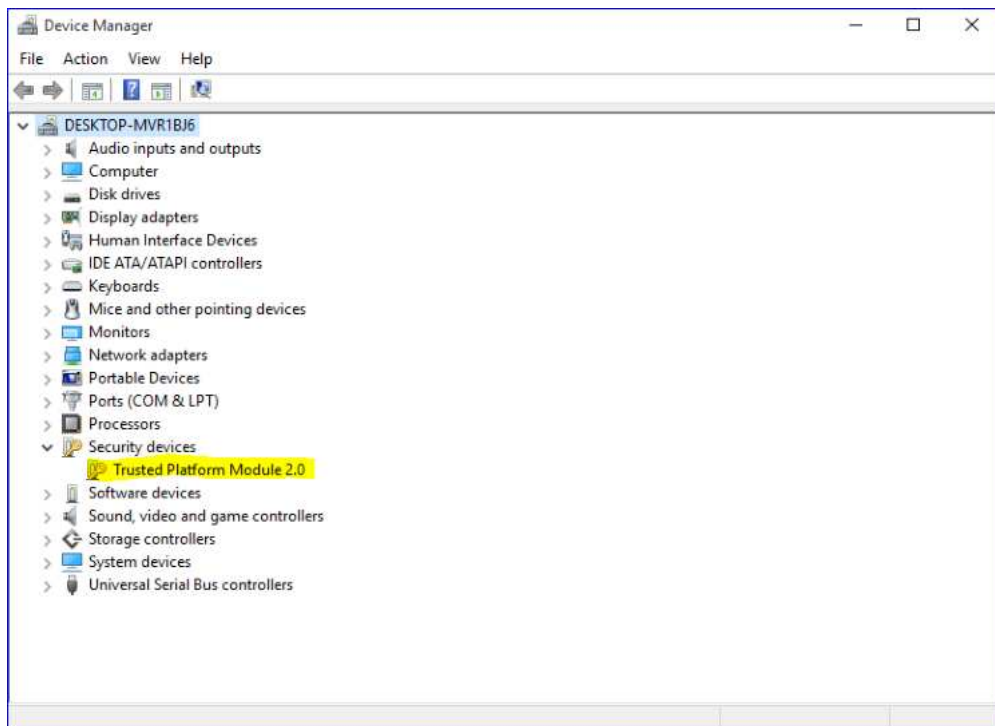 Device Manager
File Action View Help
DESKTOP-MVR1BJ6
Audio inputs and outputs
Computer
Disk drives
Display adapters
Human Interface Devices
IDE ATA/ATAPI controllers
Keyboards
Mice and other pointing devices
Monitors
Network adapters
Portable Devices
Ports (COM & LPT)
Processors
Security devices
Trusted Platform Module 2.0
Software devices
Sound, video and game controllers
Storage controllers
System devices
Universal Serial Bus controllers